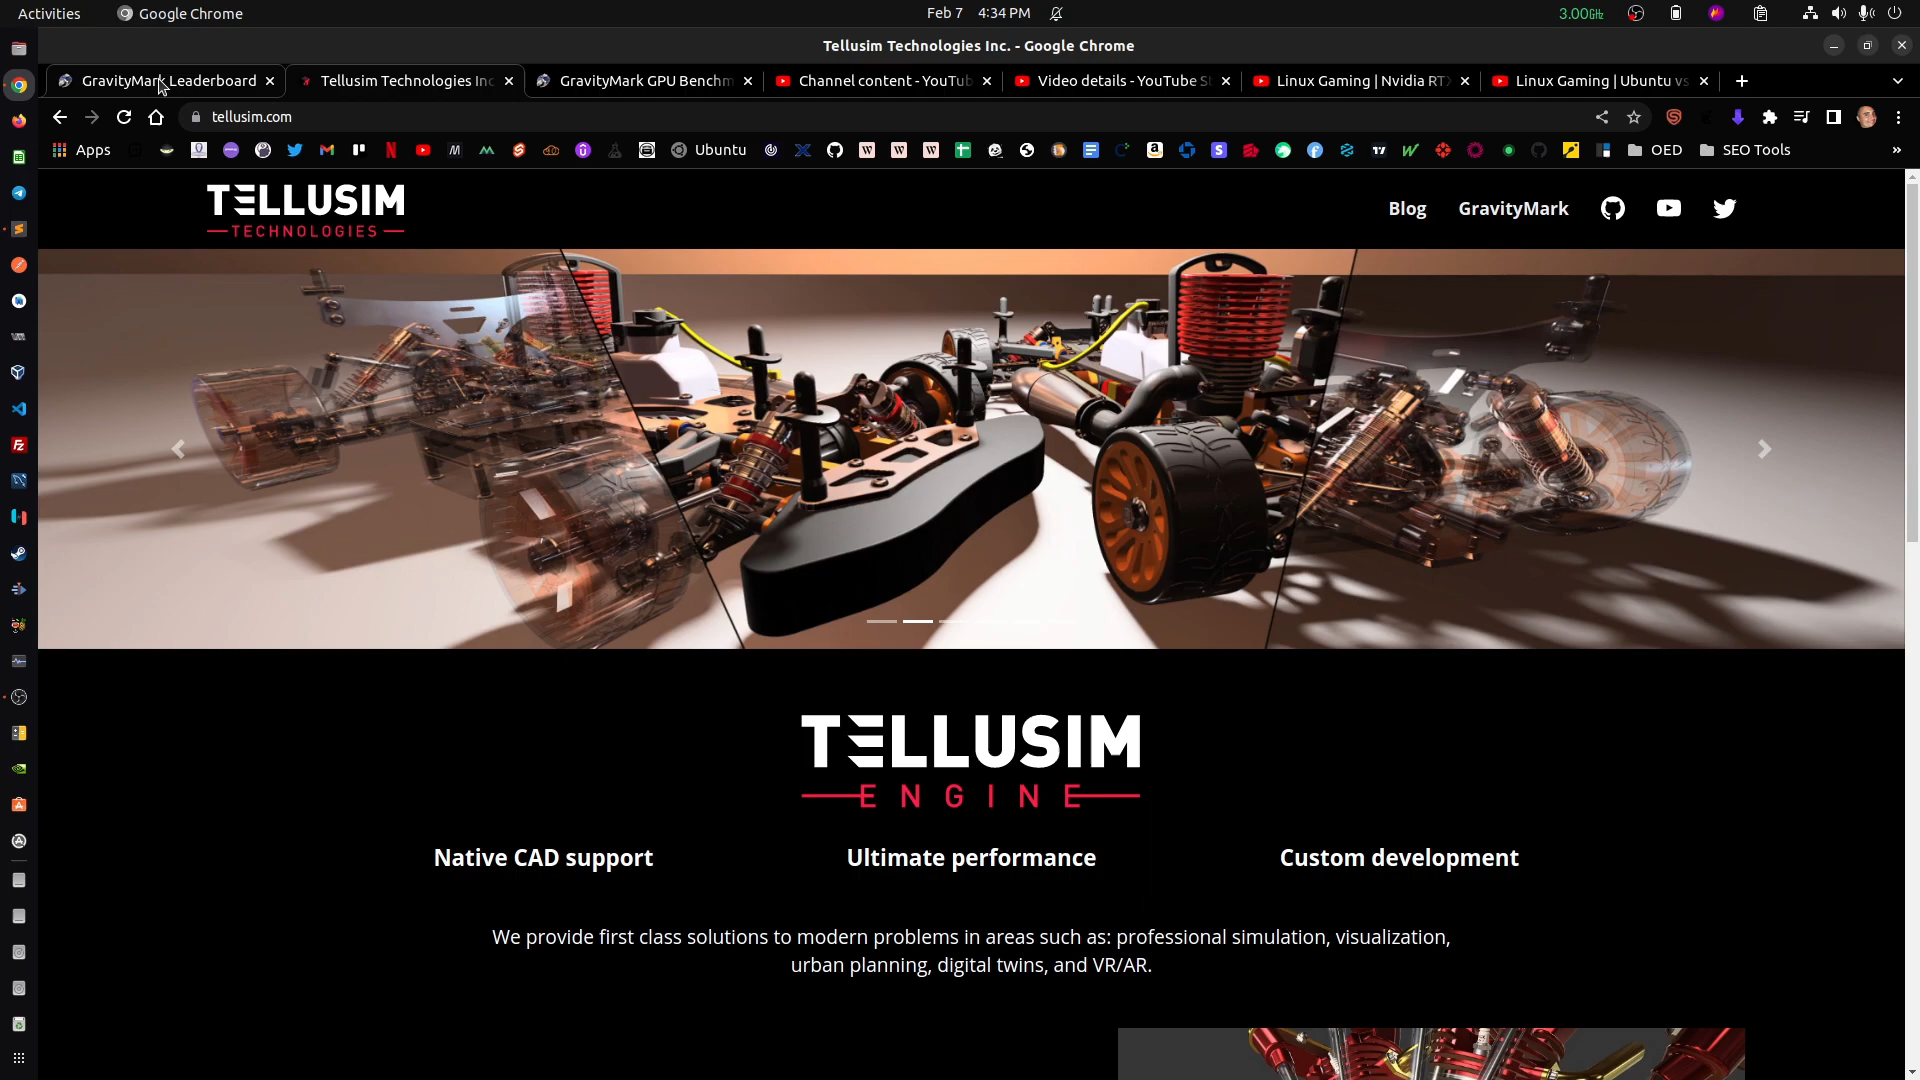 Activities
Google Chrome
Feb 7 4:34 PM
3.00GHz
Tellusim Technologies Inc. - Google Chrome
GravityMark Leaderboard
Tellusim Technologies Inc
GravityMark GPU Benchm
Channel content - YouTub
Video details - YouTube S
Linux Gaming | Nvidia RTX
Linux Gaming | Ubuntu vs
tellusim.com
Apps
Ubuntu
OED
SEO Tools
TELLUSIM
TECHNOLOGIES
Blog
GravityMark
TELLUSIM
ENGINE
Native CAD support
Ultimate performance
Custom development
We provide first class solutions to modern problems in areas such as: professional simulation, visualization,
urban planning, digital twins, and VR/AR.